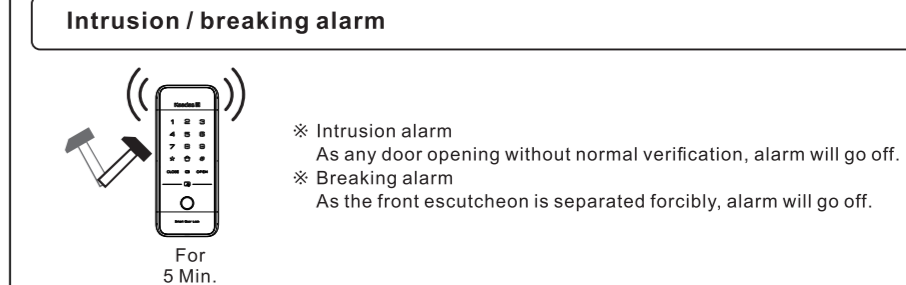 Intrusion / breaking alarm
Kaadas
1 2 3
4 5 6
7 8 9
* 0 #
CLOSE OPEN
※ Intrusion alarm
As any door opening without normal verification, alarm will go off.
※ Breaking alarm
As the front escutcheon is separated forcibly, alarm will go off.
For
5 Min.